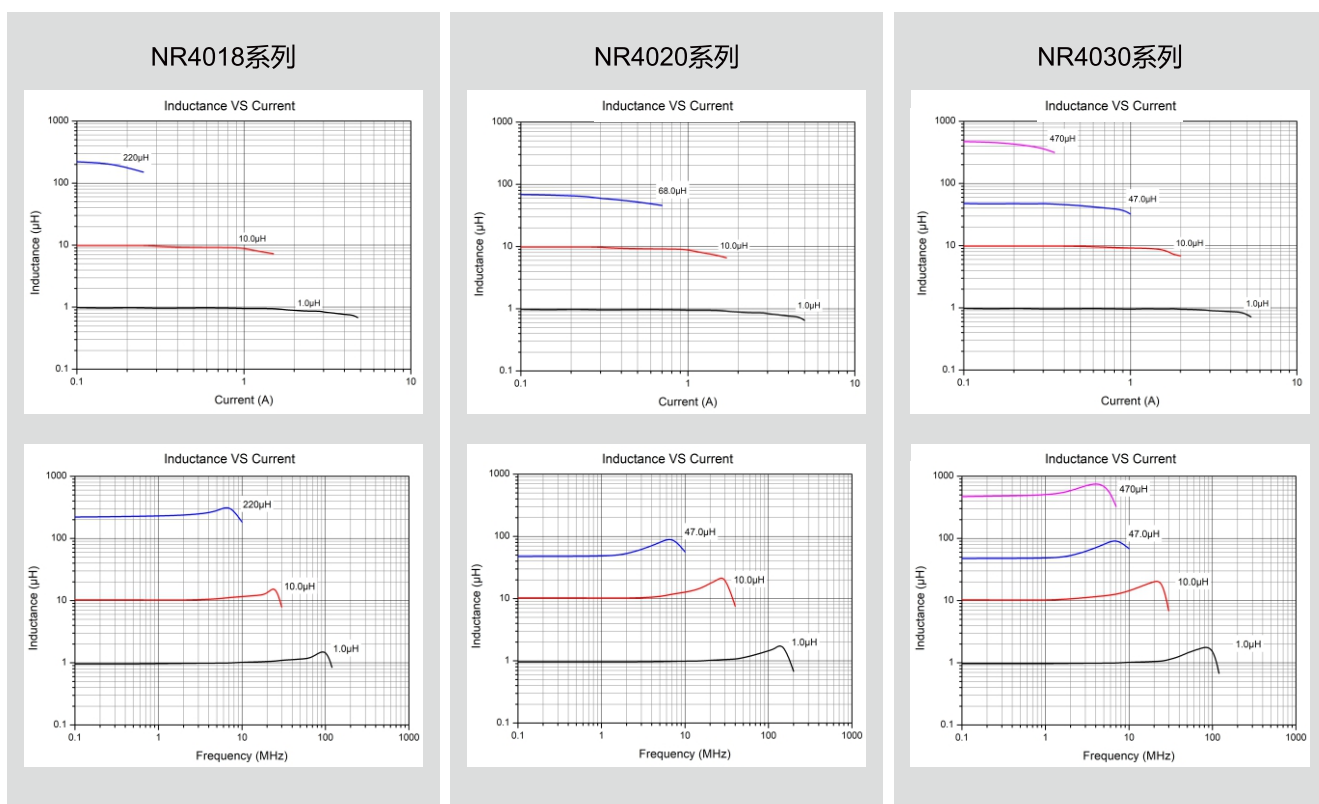 NR4018系列
Inductance VS Current
1000
100
10
1
0.1
220μH
10.0μH
1.0μH
0.1
1
10
Inductance (μH)
Current (A)
Inductance VS Current
1000
100
10
1
0.1
220μH
10.0μH
1.0μH
0.1
1
10
100
1000
Inductance (μH)
Frequency (MHz)
NR4020系列
Inductance VS Current
1000
100
10
1
0.1
68.0μH
10.0μH
1.0μH
0.1
1
10
Inductance (μH)
Current (A)
Inductance VS Current
1000
100
10
1
0.1
47.0μH
10.0μH
1.0μH
0.1
1
10
100
1000
Inductance (μH)
Frequency (MHz)
NR4030系列
Inductance VS Current
1000
100
10
1
0.1
470μH
47.0μH
10.0μH
1.0μH
0.1
1
10
Inductance (μH)
Current (A)
Inductance VS Current
1000
100
10
1
0.1
470μH
47.0μH
10.0μH
1.0μH
0.1
1
10
100
1000
Inductance (μH)
Frequency (MHz)